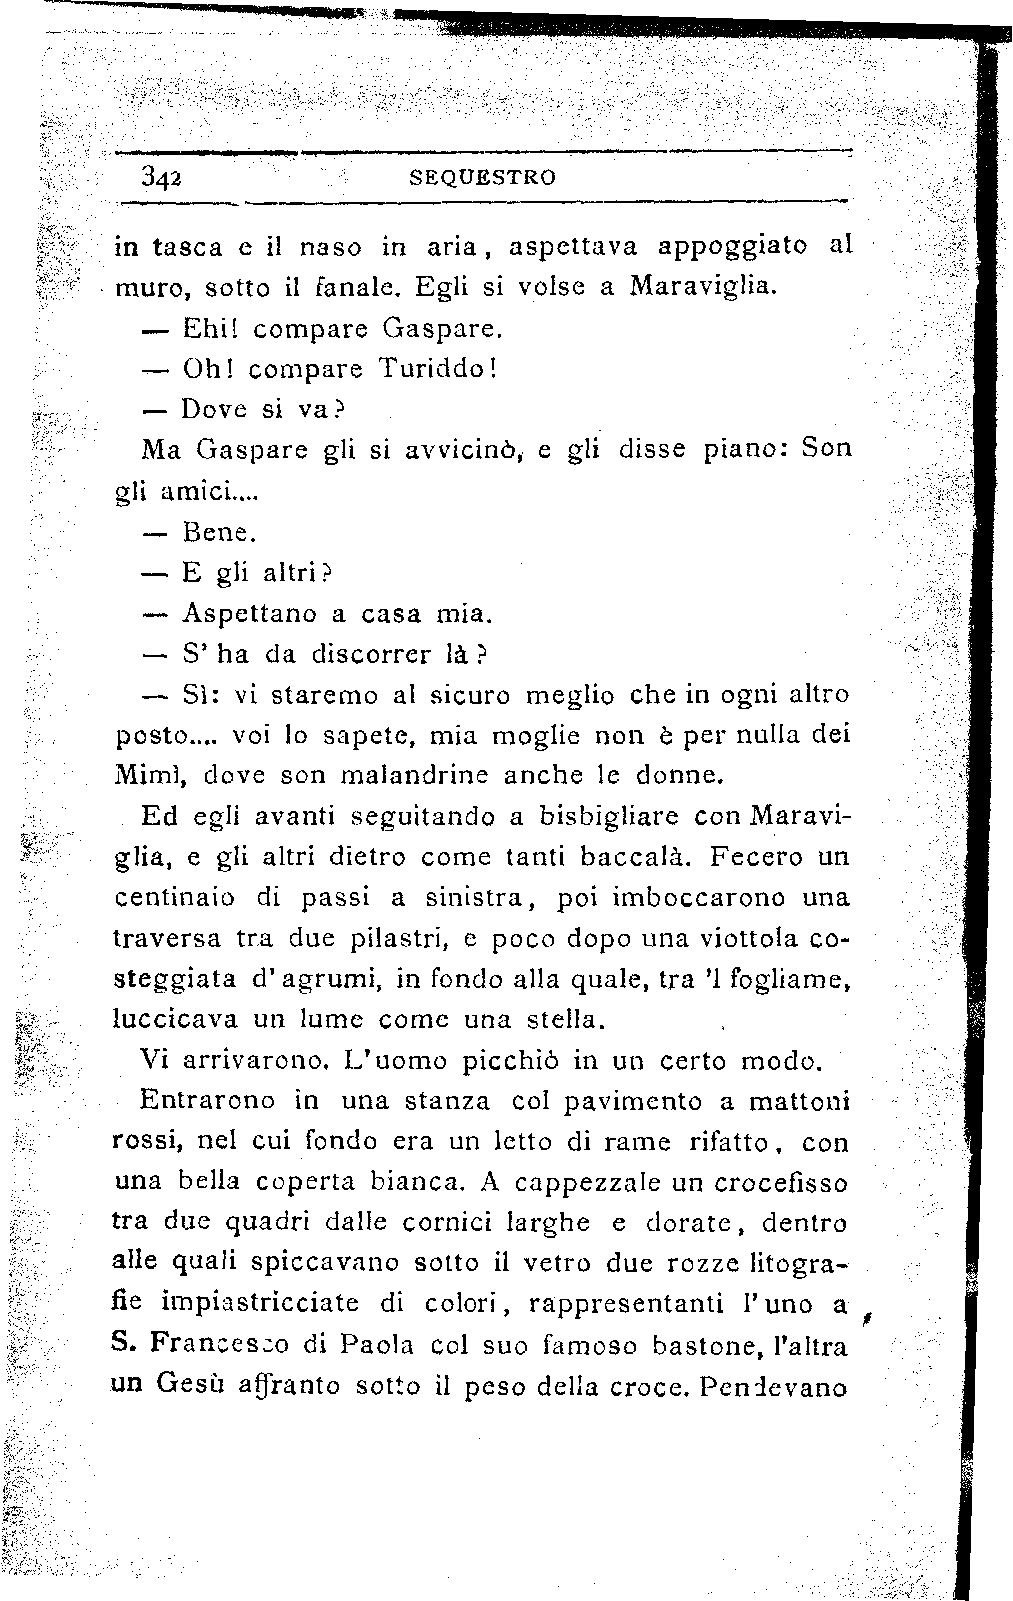 342 SEQUESTRO
in tasca e il naso in aria, aspettava appoggiato al
muro, sotto il fanale. Egli si volse a Maraviglia.
— Ehi! compare Gaspare.
— Oh! compare Turiddo!
— Dove si va?
Ma Gaspare gli si avvicinò, e gli disse piano: Son
gli amici....
— Bene.
— E gli altri?
— Aspettano a casa mia.
— S' ha da discorrer là?
— Sì: vi staremo al sicuro meglio che in ogni altro
posto.... voi lo sapete, mia moglie non è per nulla dei
Mimì, dove son malandrine anche le donne.
Ed egli avanti seguitando a bisbigliare con Maravi-
glia, e gli altri dietro come tanti baccalà. Fecero un
centinaio di passi a sinistra, poi imboccarono una
traversa tra due pilastri, e poco dopo una viottola co-
steggiata d' agrumi, in fondo alla quale, tra 'l fogliame,
luccicava un lume come una stella.
Vi arrivarono. L' uomo picchiò in un certo modo.
Entrarono in una stanza col pavimento a mattoni
rossi, nel cui fondo era un letto di rame rifatto, con
una bella coperta bianca. A cappezzale un crocefisso
tra due quadri dalle cornici larghe e dorate, dentro
alle quali spiccavano sotto il vetro due rozze litogra-
fie impiastricciate di colori, rappresentanti l' uno a
S. Francesco di Paola col suo famoso bastone, l'altra
un Gesù affranto sotto il peso della croce. Pendevano